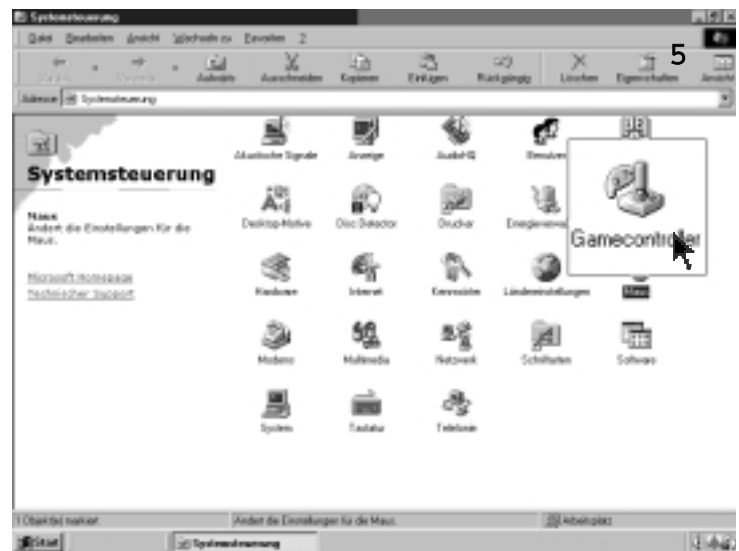 Systemsteuerung
Datei Bearbeiten Ansicht Wechseln zu Favoriten ?
5
Zurück Vorwärts Aufwärts Ausschneiden Kopieren Einfügen Rückgängig Löschen Eigenschaften Ansicht
Adresse Systemsteuerung
Systemsteuerung
Maus
Ändert die Einstellungen für die
Maus.
Microsoft Homepage
Technischer Support
Akustische Signale Anzeige AudioHQ Benutzer
Gamecontroller
Desktop-Motive Disc Detector Drucker
Hardware Internet Kennwörter Ländereinstellungen Maus
Modems Multimedia Netzwerk Schriftarten Software
System Tastatur Telefonie
1 Objekt(e) markiert Ändert die Einstellungen für die Maus. Arbeitsplatz
Start Systemsteuerung